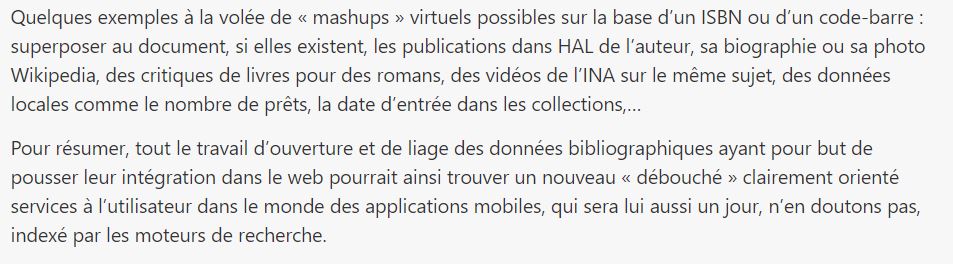 Quelques exemples à la volée de « mashups » virtuels possibles sur la base d’un ISBN ou d’un code-barre :
superposer au document, si elles existent, les publications dans HAL de l’auteur, sa biographie ou sa photo
Wikipedia, des critiques de livres pour des romans, des vidéos de l’INA sur le même sujet, des données
locales comme le nombre de prêts, la date d’entrée dans les collections,…
Pour résumer, tout le travail d’ouverture et de liage des données bibliographiques ayant pour but de
pousser leur intégration dans le web pourrait ainsi trouver un nouveau « débouché » clairement orienté
services à l’utilisateur dans le monde des applications mobiles, qui sera lui aussi un jour, n’en doutons pas,
indexé par les moteurs de recherche.